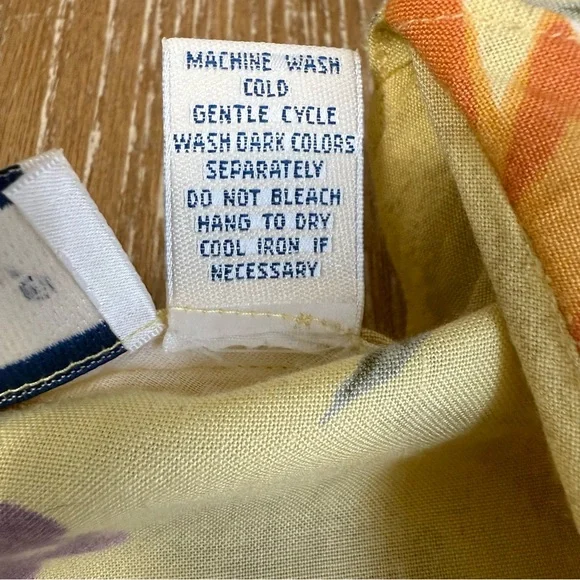 MACHINE WASH
COLD
GENTLE CYCLE
WASH DARK COLORS
SEPARATELY
DO NOT BLEACH
HANG TO DRY
COOL IRON IF
NECESSARY